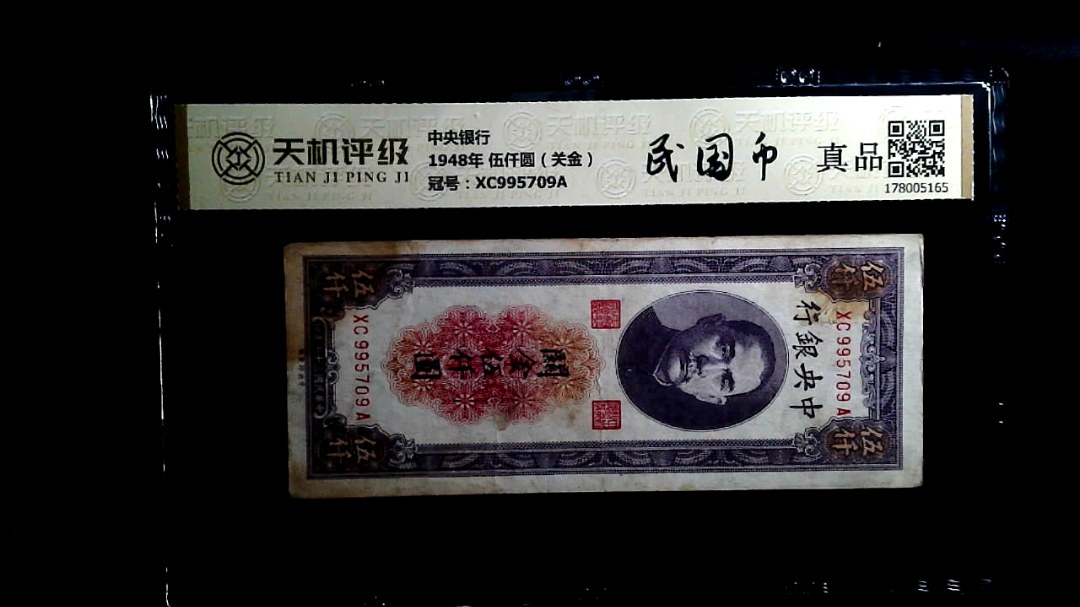 天机评级
TIAN JI PING JI
中央银行
1948年 伍仟圆（关金）
冠号：XC995709A
民国币
真品
178005165
中央銀行
XC995709A
關金伍仟圓
XC995709A
伍仟
伍仟
伍仟
伍仟